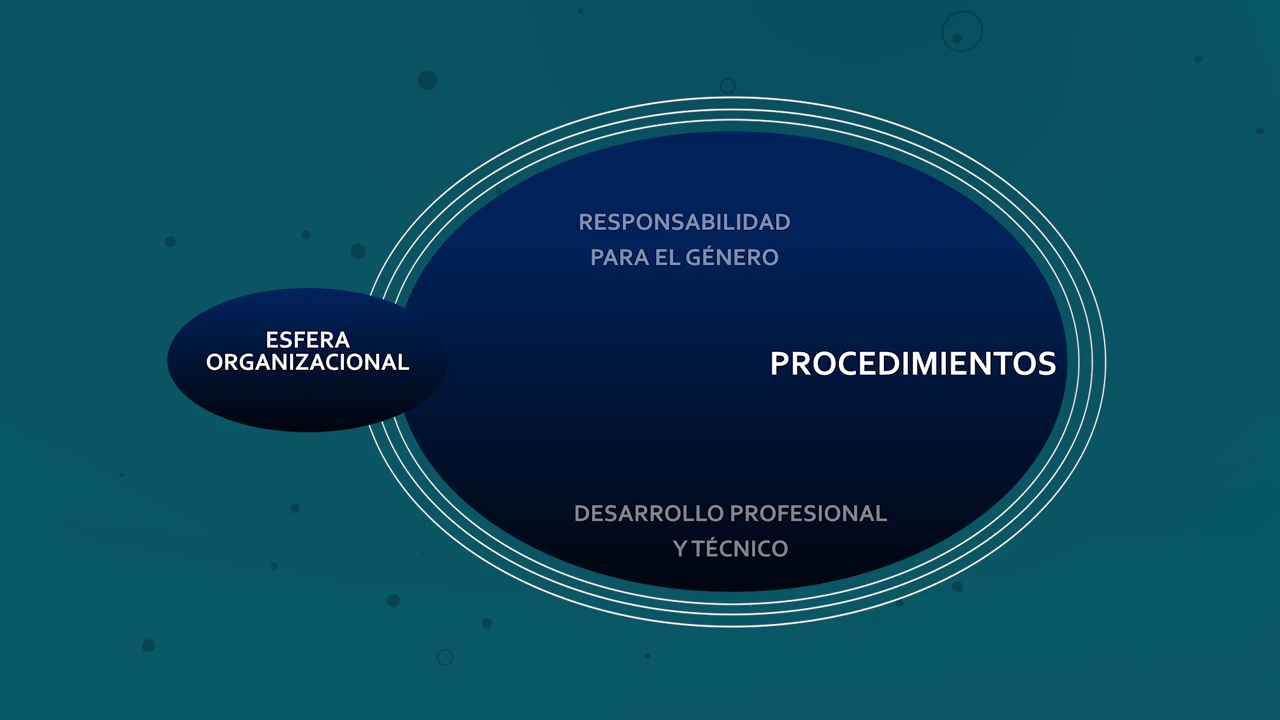 RESPONSABILIDAD
PARA EL GÉNERO
ESFERA
ORGANIZACIONAL
PROCEDIMIENTOS
DESARROLLO PROFESIONAL
Y TÉCNICO